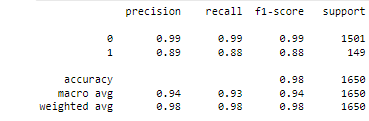 precision recall f1-score support
0 0.99 0.99 0.99 1501
1 0.89 0.88 0.88 149
accuracy 0.98 1650
macro avg 0.94 0.93 0.94 1650
weighted avg 0.98 0.98 0.98 1650